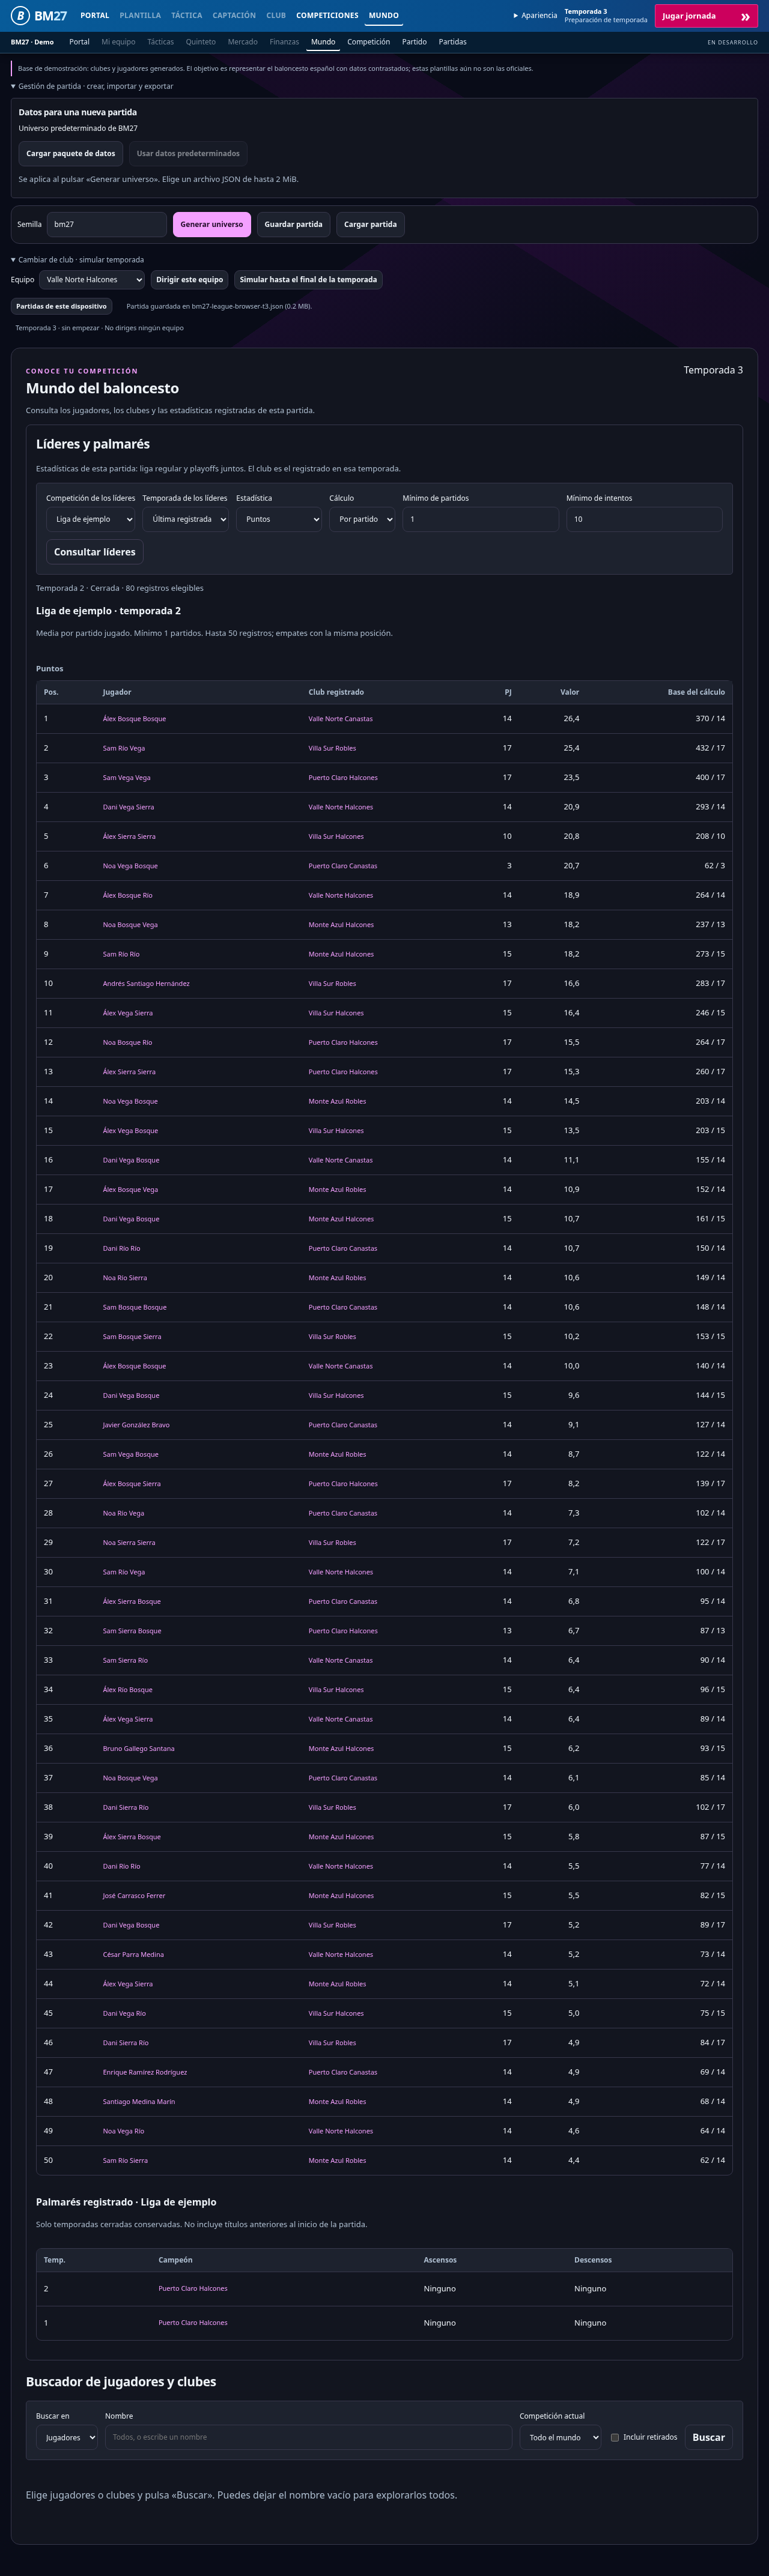 B BM27 PORTAL PLANTILLA TÁCTICA CAPTACIÓN CLUB COMPETICIONES MUNDO
▶ Apariencia
Temporada 3
Preparación de temporada
Jugar jornada »
BM27 · Demo Portal Mi equipo Tácticas Quinteto Mercado Finanzas Mundo Competición Partido Partidas EN DESARROLLO
Base de demostración: clubes y jugadores generados. El objetivo es representar el baloncesto español con datos contrastados; estas plantillas aún no son las oficiales.
▼ Gestión de partida · crear, importar y exportar
Datos para una nueva partida
Universo predeterminado de BM27
Cargar paquete de datos Usar datos predeterminados
Se aplica al pulsar «Generar universo». Elige un archivo JSON de hasta 2 MiB.
Semilla bm27 Generar universo Guardar partida Cargar partida
▼ Cambiar de club · simular temporada
Equipo Valle Norte Halcones Dirigir este equipo Simular hasta el final de la temporada
Partidas de este dispositivo Partida guardada en bm27-league-browser-t3.json (0.2 MB).
Temporada 3 · sin empezar · No diriges ningún equipo
CONOCE TU COMPETICIÓN
Temporada 3
Mundo del baloncesto
Consulta los jugadores, los clubes y las estadísticas registradas de esta partida.
Líderes y palmarés
Estadísticas de esta partida: liga regular y playoffs juntos. El club es el registrado en esa temporada.
Competición de los líderes Temporada de los líderes Estadística Cálculo Mínimo de partidos Mínimo de intentos
Liga de ejemplo Última registrada Puntos Por partido 1 10
Consultar líderes
Temporada 2 · Cerrada · 80 registros elegibles
Liga de ejemplo · temporada 2
Media por partido jugado. Mínimo 1 partidos. Hasta 50 registros; empates con la misma posición.
Puntos
Pos. Jugador Club registrado PJ Valor Base del cálculo
1 Álex Bosque Bosque Valle Norte Canastas 14 26,4 370 / 14
2 Sam Río Vega Villa Sur Robles 17 25,4 432 / 17
3 Sam Vega Vega Puerto Claro Halcones 17 23,5 400 / 17
4 Dani Vega Sierra Valle Norte Halcones 14 20,9 293 / 14
5 Álex Sierra Sierra Villa Sur Halcones 10 20,8 208 / 10
6 Noa Vega Bosque Puerto Claro Canastas 3 20,7 62 / 3
7 Álex Bosque Río Valle Norte Halcones 14 18,9 264 / 14
8 Noa Bosque Vega Monte Azul Halcones 13 18,2 237 / 13
9 Sam Río Río Monte Azul Halcones 15 18,2 273 / 15
10 Andrés Santiago Hernández Villa Sur Robles 17 16,6 283 / 17
11 Álex Vega Sierra Villa Sur Halcones 15 16,4 246 / 15
12 Noa Bosque Río Puerto Claro Halcones 17 15,5 264 / 17
13 Álex Sierra Sierra Puerto Claro Halcones 17 15,3 260 / 17
14 Noa Vega Bosque Monte Azul Robles 14 14,5 203 / 14
15 Álex Vega Bosque Villa Sur Halcones 15 13,5 203 / 15
16 Dani Vega Bosque Valle Norte Canastas 14 11,1 155 / 14
17 Álex Bosque Vega Monte Azul Robles 14 10,9 152 / 14
18 Dani Vega Bosque Monte Azul Halcones 15 10,7 161 / 15
19 Dani Río Río Puerto Claro Canastas 14 10,7 150 / 14
20 Noa Río Sierra Monte Azul Robles 14 10,6 149 / 14
21 Sam Bosque Bosque Puerto Claro Canastas 14 10,6 148 / 14
22 Sam Bosque Sierra Villa Sur Robles 15 10,2 153 / 15
23 Álex Bosque Bosque Valle Norte Canastas 14 10,0 140 / 14
24 Dani Vega Bosque Villa Sur Halcones 15 9,6 144 / 15
25 Javier González Bravo Puerto Claro Canastas 14 9,1 127 / 14
26 Sam Vega Bosque Monte Azul Robles 14 8,7 122 / 14
27 Álex Bosque Sierra Puerto Claro Halcones 17 8,2 139 / 17
28 Noa Río Vega Puerto Claro Canastas 14 7,3 102 / 14
29 Noa Sierra Sierra Villa Sur Robles 17 7,2 122 / 17
30 Sam Río Vega Valle Norte Halcones 14 7,1 100 / 14
31 Álex Sierra Bosque Puerto Claro Canastas 14 6,8 95 / 14
32 Sam Sierra Bosque Puerto Claro Halcones 13 6,7 87 / 13
33 Sam Sierra Río Valle Norte Canastas 14 6,4 90 / 14
34 Álex Río Bosque Villa Sur Halcones 15 6,4 96 / 15
35 Álex Vega Sierra Valle Norte Canastas 14 6,4 89 / 14
36 Bruno Gallego Santana Monte Azul Halcones 15 6,2 93 / 15
37 Noa Bosque Vega Puerto Claro Canastas 14 6,1 85 / 14
38 Dani Sierra Río Villa Sur Robles 17 6,0 102 / 17
39 Álex Sierra Bosque Monte Azul Halcones 15 5,8 87 / 15
40 Dani Río Río Valle Norte Halcones 14 5,5 77 / 14
41 José Carrasco Ferrer Monte Azul Halcones 15 5,5 82 / 15
42 Dani Vega Bosque Villa Sur Robles 17 5,2 89 / 17
43 César Parra Medina Valle Norte Halcones 14 5,2 73 / 14
44 Álex Vega Sierra Monte Azul Robles 14 5,1 72 / 14
45 Dani Vega Río Villa Sur Halcones 15 5,0 75 / 15
46 Dani Sierra Río Villa Sur Robles 17 4,9 84 / 17
47 Enrique Ramírez Rodríguez Puerto Claro Canastas 14 4,9 69 / 14
48 Santiago Medina Marín Monte Azul Robles 14 4,9 68 / 14
49 Noa Vega Río Valle Norte Halcones 14 4,6 64 / 14
50 Sam Río Sierra Monte Azul Robles 14 4,4 62 / 14
Palmarés registrado · Liga de ejemplo
Solo temporadas cerradas conservadas. No incluye títulos anteriores al inicio de la partida.
Temp. Campeón Ascensos Descensos
2 Puerto Claro Halcones Ninguno Ninguno
1 Puerto Claro Halcones Ninguno Ninguno
Buscador de jugadores y clubes
Buscar en Nombre Competición actual
Jugadores Todos, o escribe un nombre Todo el mundo Incluir retirados Buscar
Elige jugadores o clubes y pulsa «Buscar». Puedes dejar el nombre vacío para explorarlos todos.